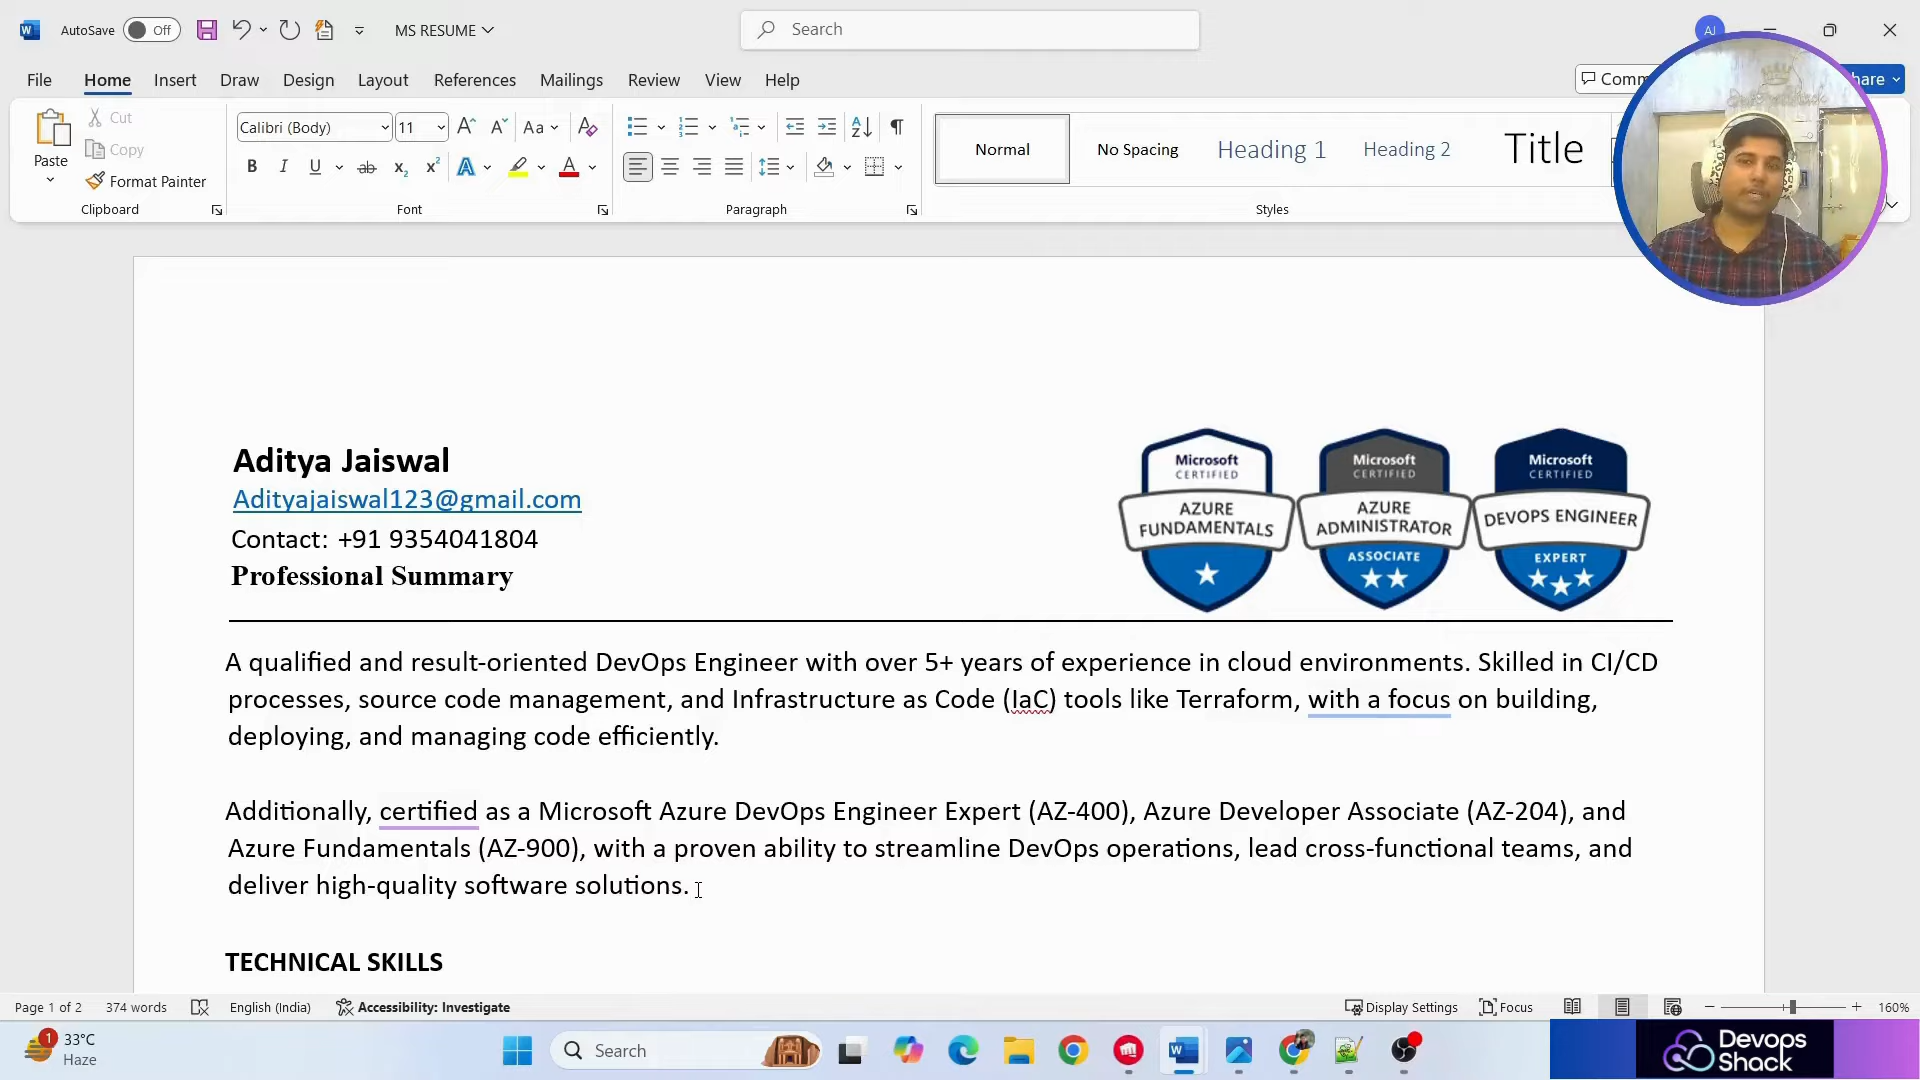 AutoSave Off MS RESUME Search AJ
File Home Insert Draw Design Layout References Mailings Review View Help
Paste Cut
Copy
Format Painter
Clipboard
Calibri (Body) 11
Aa
Font
Paragraph
Normal No Spacing Heading 1 Heading 2 Title
Styles
Aditya Jaiswal
Adityajaiswal123@gmail.com
Contact: +91 9354041804
Professional Summary
Microsoft
CERTIFIED
AZURE
FUNDAMENTALS
Microsoft
CERTIFIED
AZURE
ADMINISTRATOR
ASSOCIATE
Microsoft
CERTIFIED
DEVOPS ENGINEER
EXPERT
A qualified and result-oriented DevOps Engineer with over 5+ years of experience in cloud environments. Skilled in CI/CD
processes, source code management, and Infrastructure as Code (IaC) tools like Terraform, with a focus on building,
deploying, and managing code efficiently.
Additionally, certified as a Microsoft Azure DevOps Engineer Expert (AZ-400), Azure Developer Associate (AZ-204), and
Azure Fundamentals (AZ-900), with a proven ability to streamline DevOps operations, lead cross-functional teams, and
deliver high-quality software solutions.
TECHNICAL SKILLS
Page 1 of 2 374 words English (India) Accessibility: Investigate Display Settings Focus 160%
1 33°C
Haze
Search
Devops
Shack